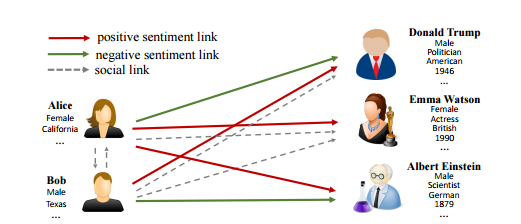 positive sentiment link
negative sentiment link
social link
Alice
Female
California
...
Bob
Male
Texas
...
Donald Trump
Male
Politician
American
1946
...
Emma Watson
Female
Actress
British
1990
...
Albert Einstein
Male
Scientist
German
1879
...